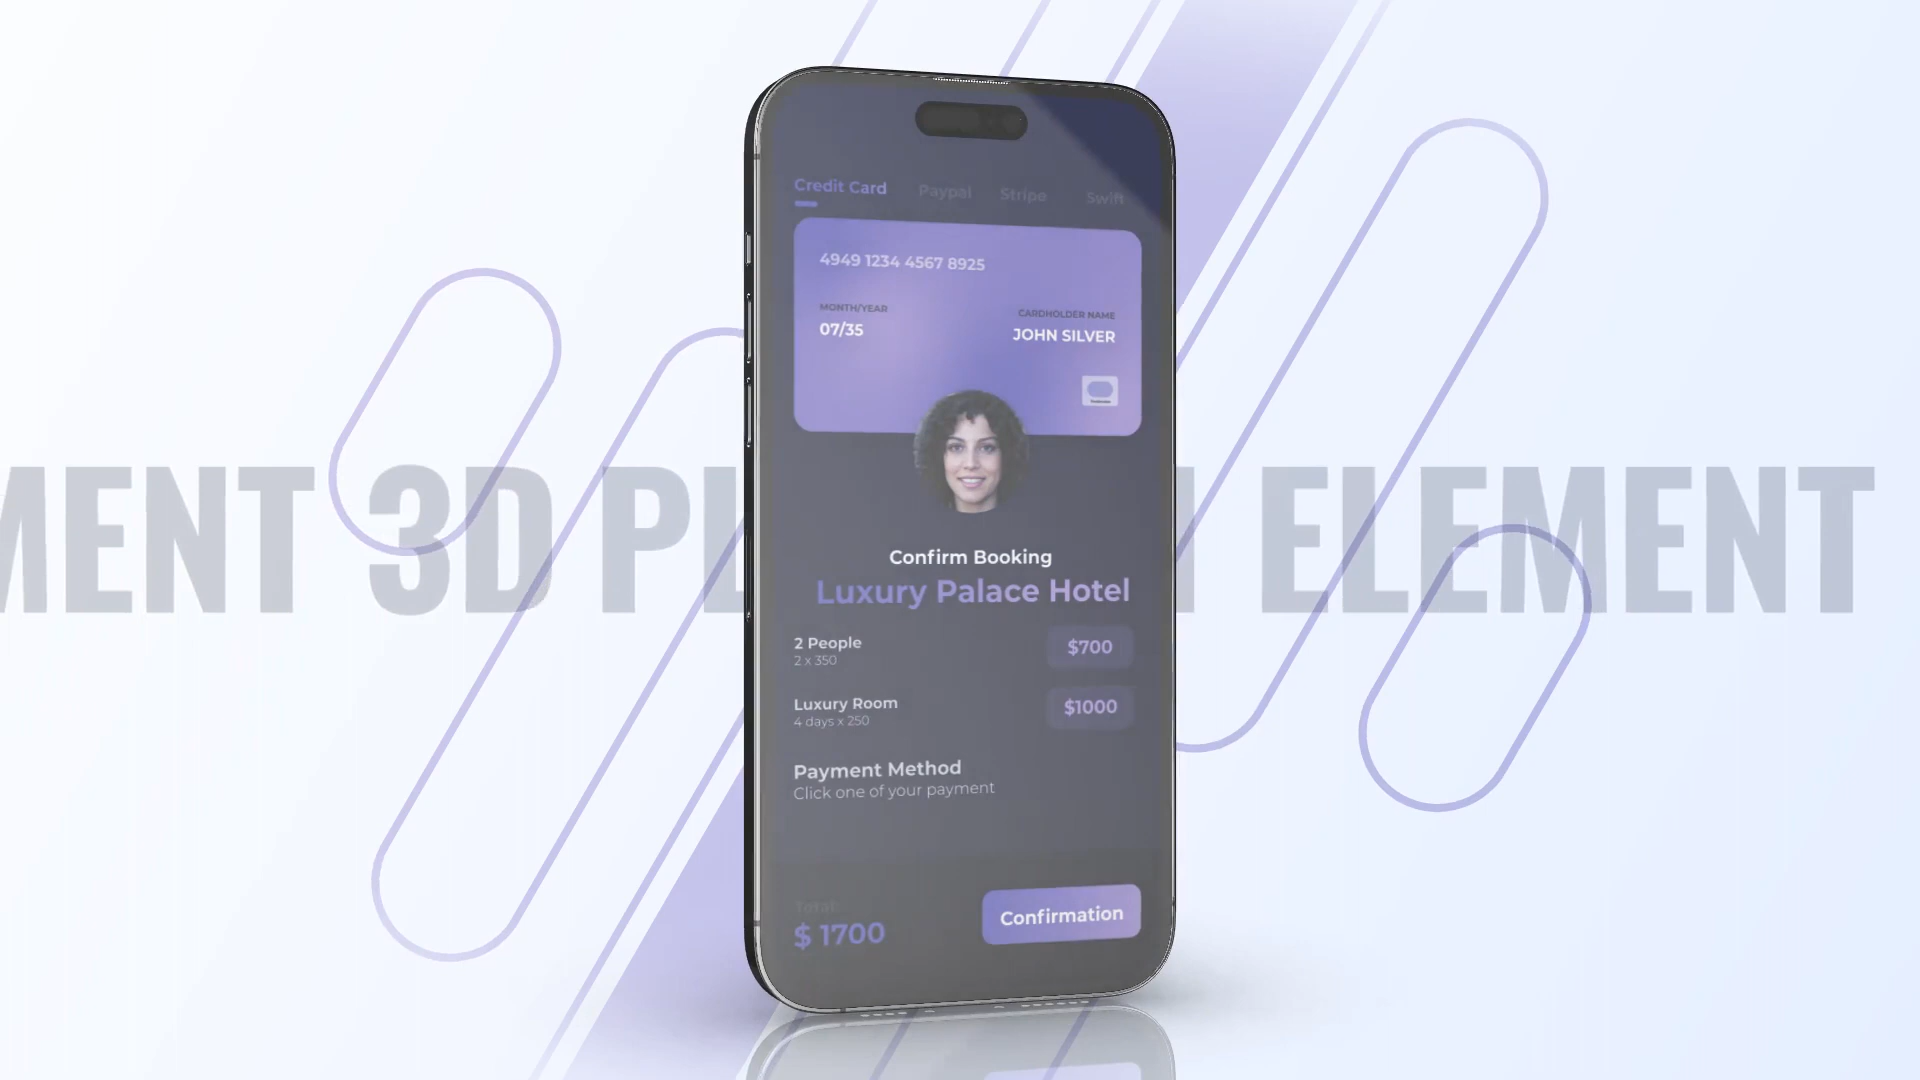 Credit Card Paypal Stripe Swift
4949 1234 4567 8925
MONTH/YEAR CARDHOLDER NAME
07/35 JOHN SILVER
MENT 3D PL ELEMENT
Confirm Booking
Luxury Palace Hotel
2 People $700
2 x 350
Luxury Room $1000
4 days x 250
Payment Method
Click one of your payment
Total:
$ 1700 Confirmation